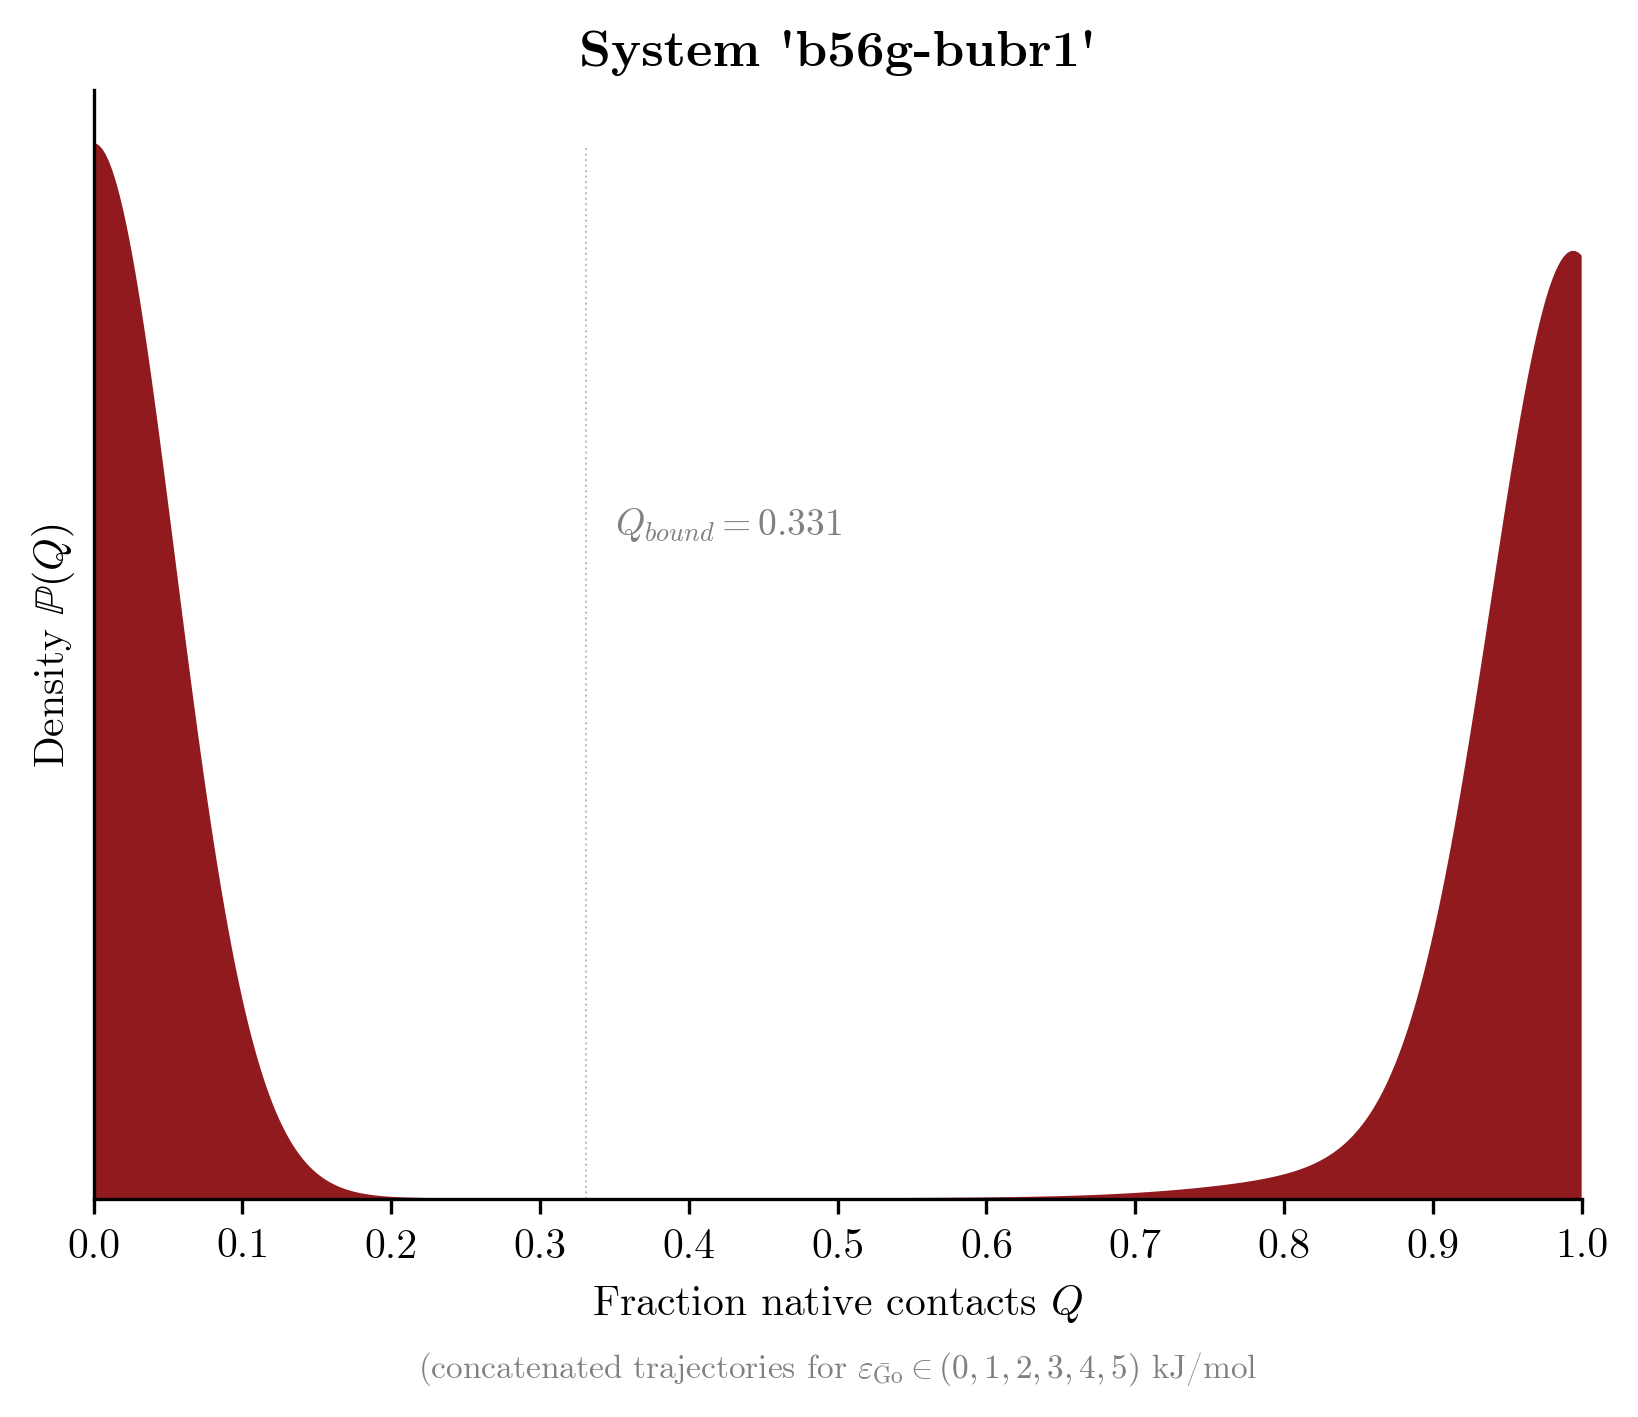 System 'b56g-bubr1'
Density ℙ(Q)
Q_bound = 0.331
0.0 0.1 0.2 0.3 0.4 0.5 0.6 0.7 0.8 0.9 1.0
Fraction native contacts Q
(concatenated trajectories for ε_Ḡo ∈ (0, 1, 2, 3, 4, 5) kJ/mol